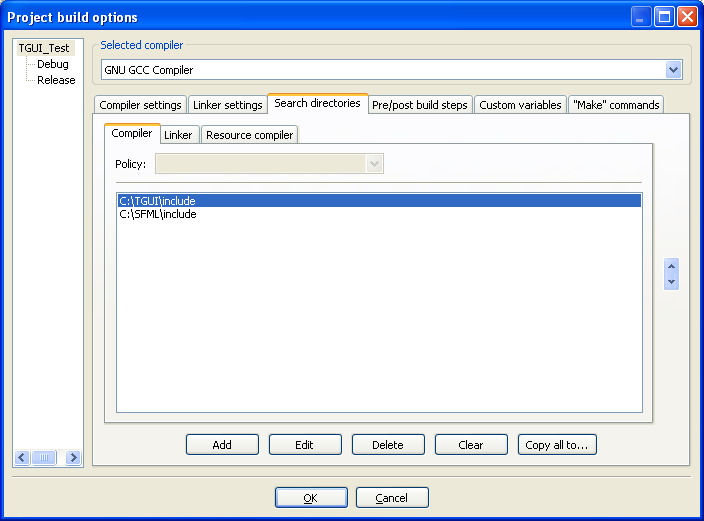 Project build options
TGUI_Test
Debug
Release
Selected compiler
GNU GCC Compiler
Compiler settings Linker settings Search directories Pre/post build steps Custom variables "Make" commands
Compiler Linker Resource compiler
Policy:
C:\TGUI\include
C:\SFML\include
Add Edit Delete Clear Copy all to...
OK Cancel